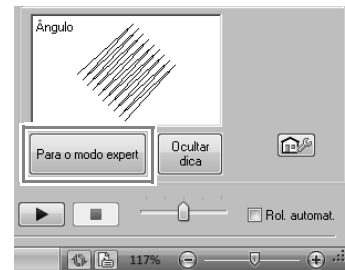 Ângulo
Para o modo expert
Ocultar
dica
Rol. automat.
117%